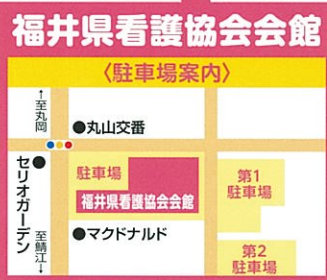 福井県看護協会会館
〈駐車場案内〉
↑至丸岡
●丸山交番
●セリオガーデン
駐車場
福井県看護協会会館
第1
駐車場
●マクドナルド
至鯖江↓
第2
駐車場